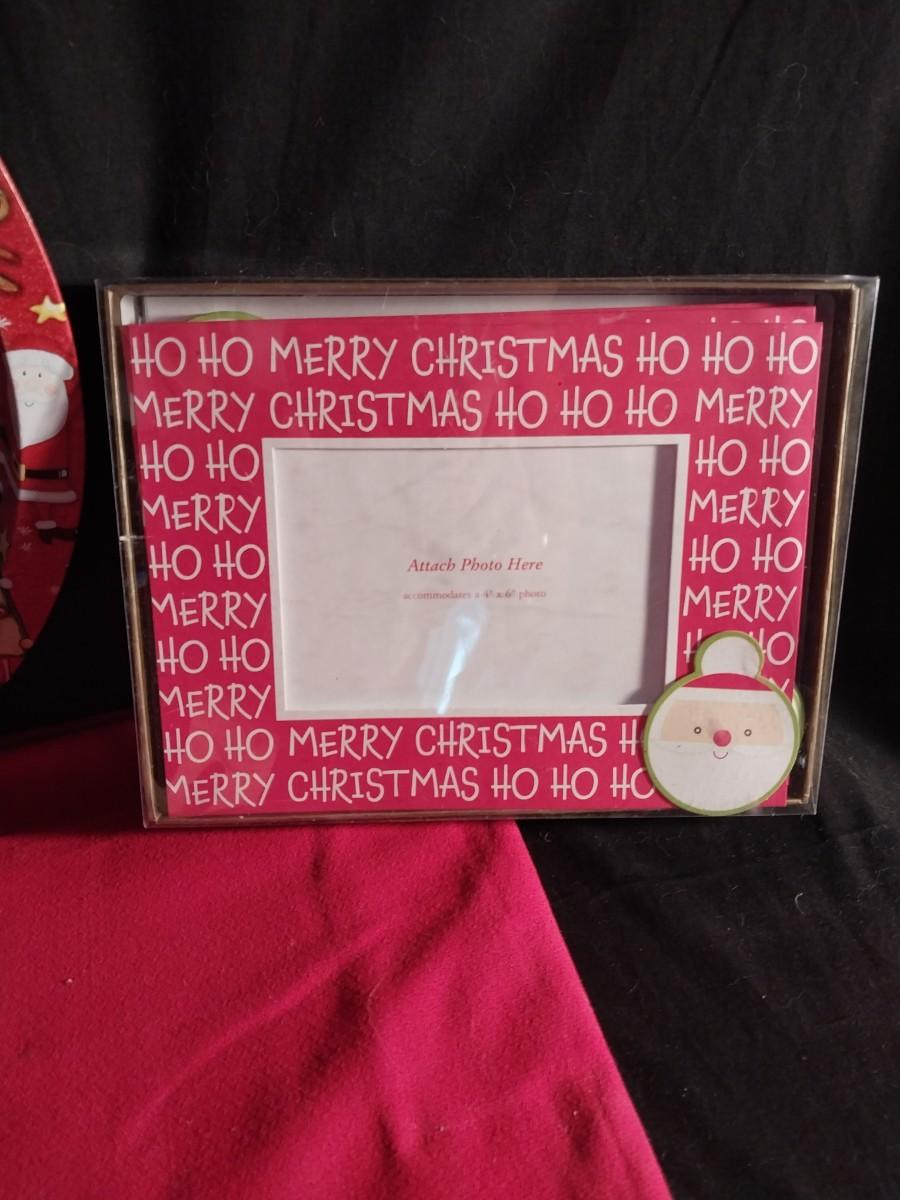 HO HO MERRY CHRISTMAS HO HO HO
MERRY CHRISTMAS HO HO HO MERRY
HO HO HO HO
MERRY MERRY
HO HO HO HO
MERRY MERRY
HO HO HO
MERRY
HO HO MERRY CHRISTMAS
MERRY CHRISTMAS HO HO HO
Attach Photo Here
accommodates a 4" x 6" photo